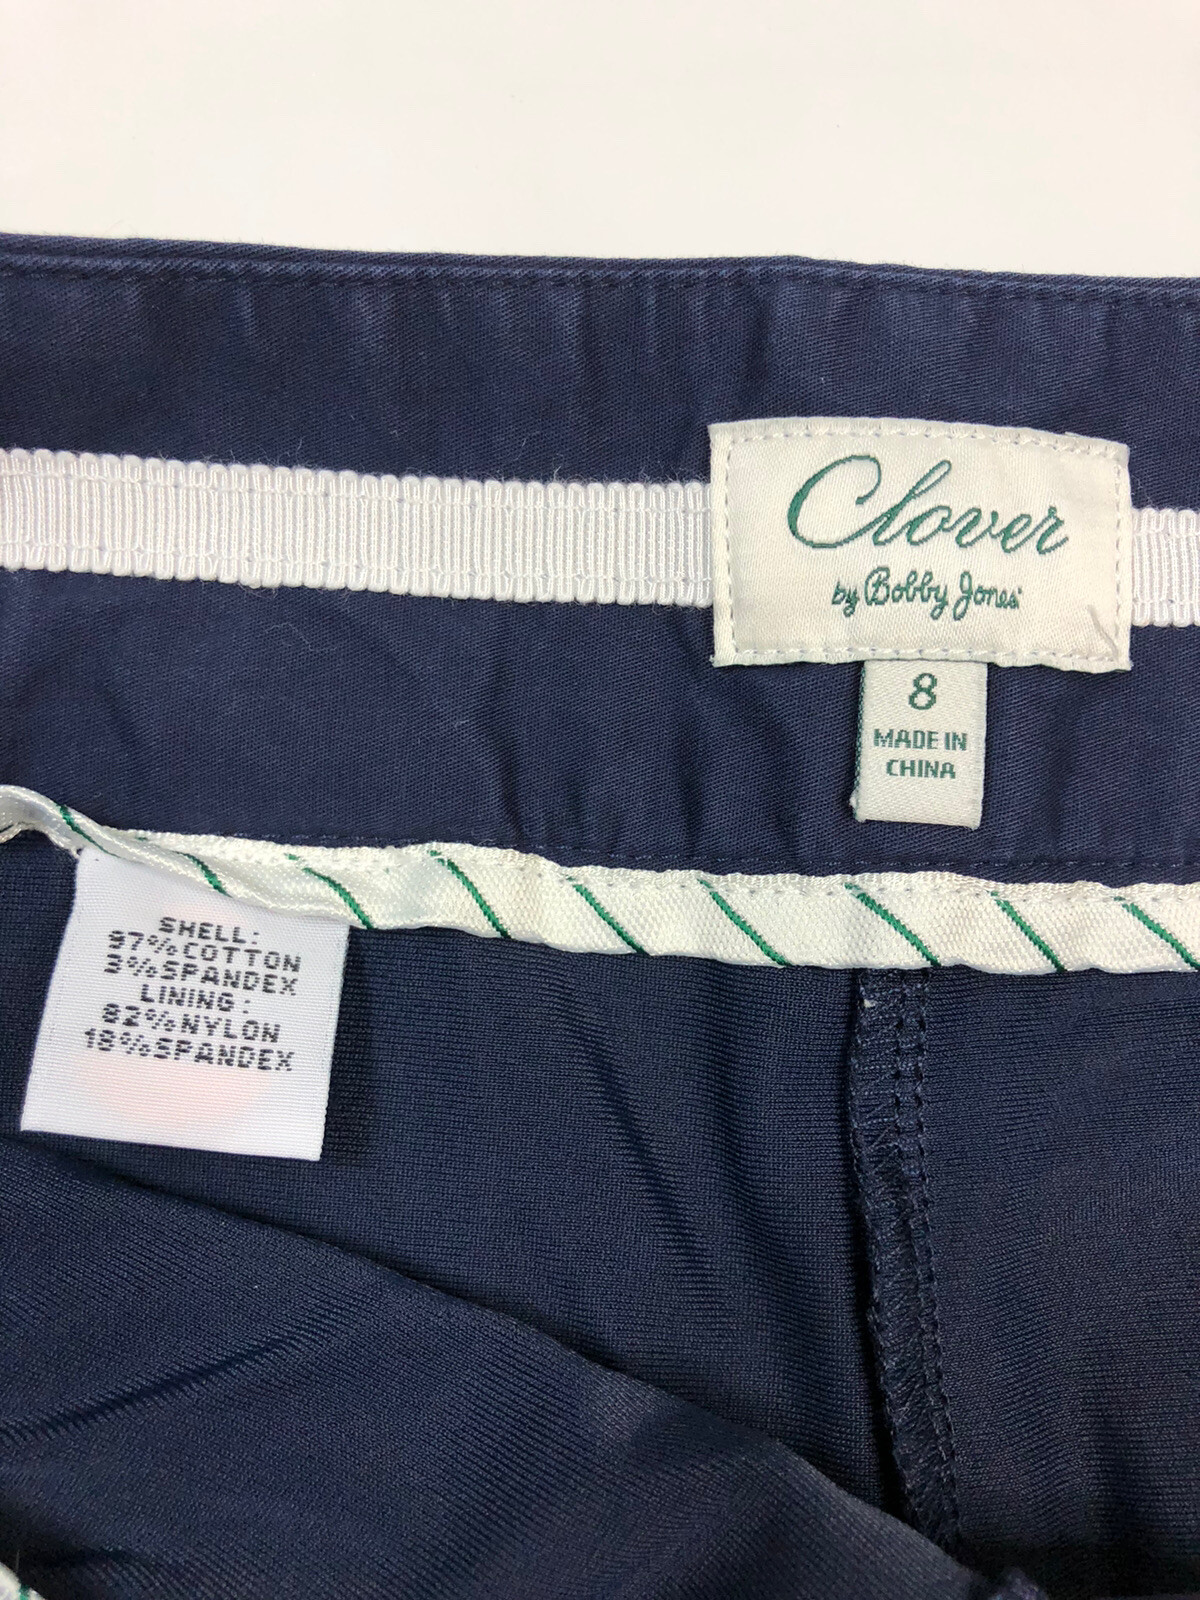 Clover
by Bobby Jones
8
MADE IN
CHINA
SHELL:
97%COTTON
3%SPANDEX
LINING:
82%NYLON
18%SPANDEX